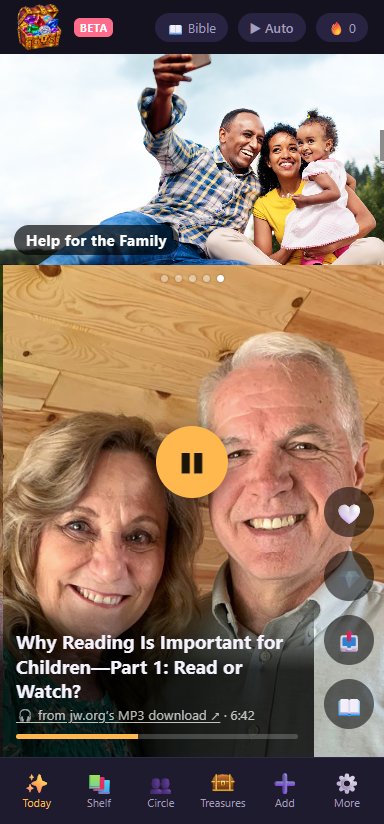 BETA
Bible
Auto
0
Help for the Family
Why Reading Is Important for
Children—Part 1: Read or
Watch?
from jw.org's MP3 download ↗ · 6:42
Today
Shelf
Circle
Treasures
Add
More